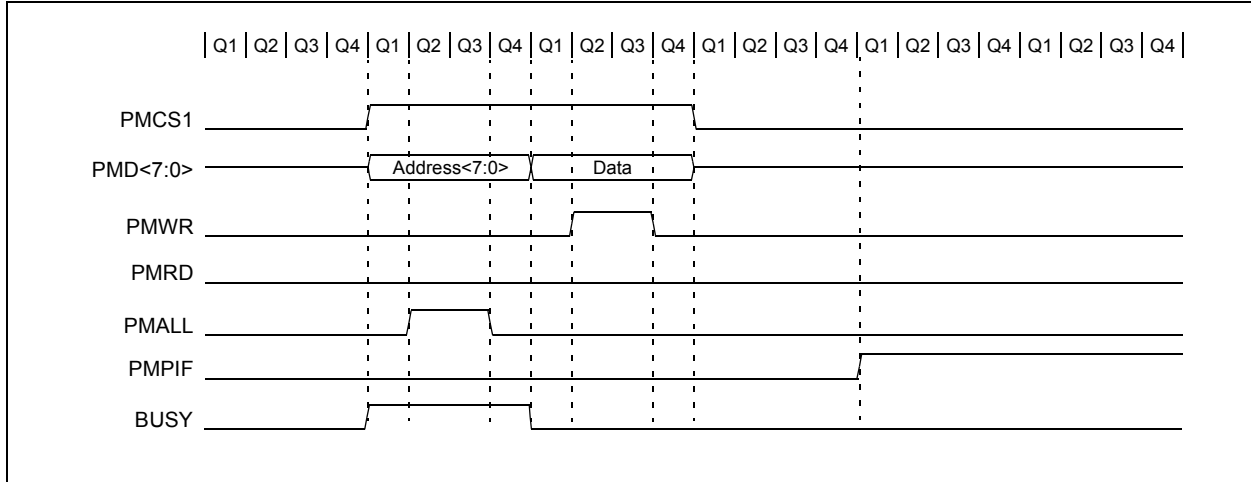 Q1 Q2 Q3 Q4 Q1 Q2 Q3 Q4 Q1 Q2 Q3 Q4 Q1 Q2 Q3 Q4 Q1 Q2 Q3 Q4 Q1 Q2 Q3 Q4
PMCS1
PMD<7:0> Address<7:0> Data
PMWR
PMRD
PMALL
PMPIF
BUSY